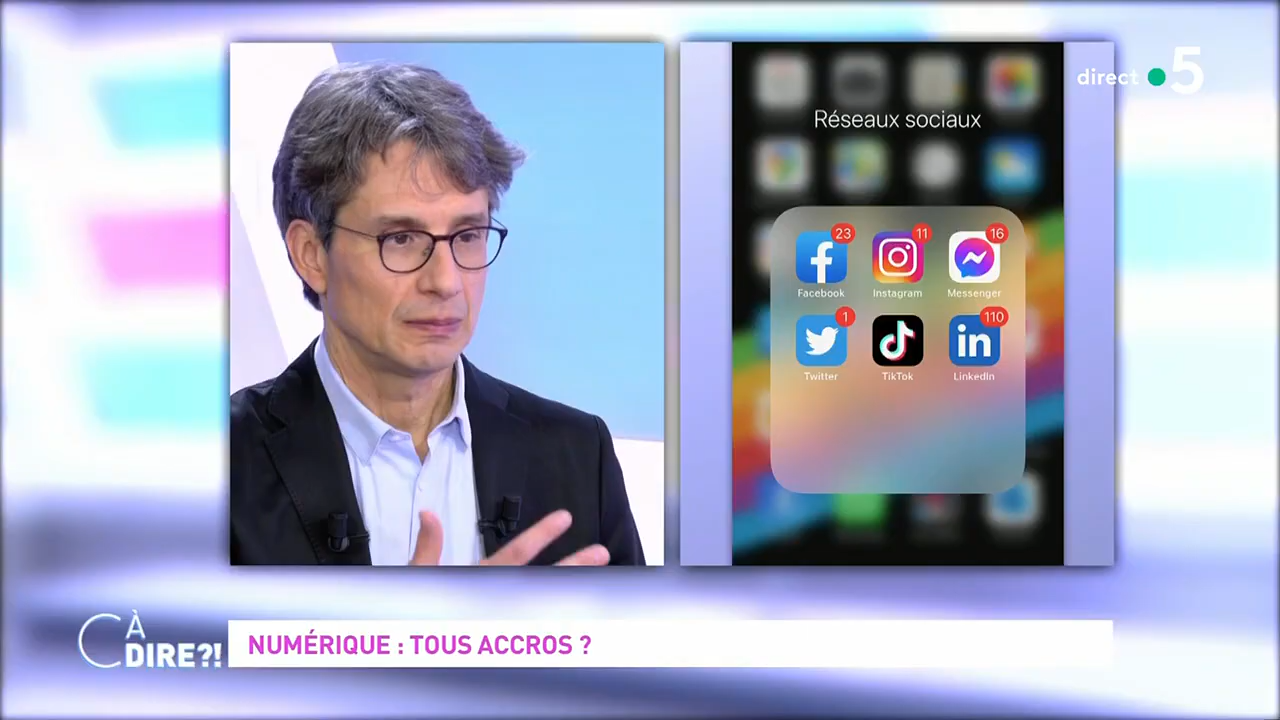 direct 5
Réseaux sociaux
23
11
16
Facebook
Instagram
Messenger
1
110
Twitter
TikTok
LinkedIn
C À DIRE?!
NUMÉRIQUE : TOUS ACCROS ?